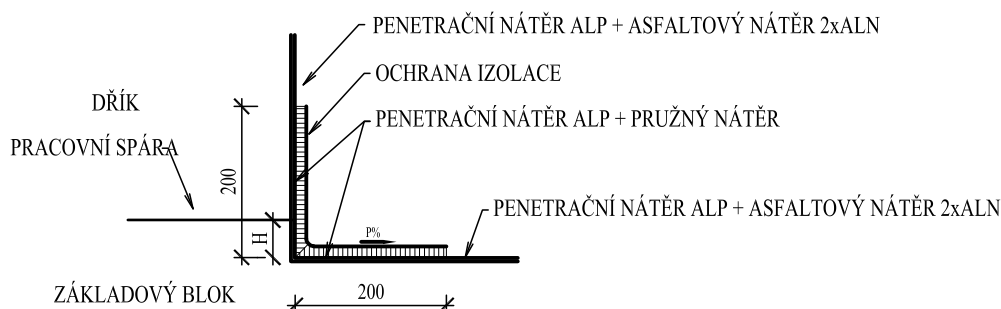 PENETRAČNÍ NÁTĚR ALP + ASFALTOVÝ NÁTĚR 2xALN
OCHRANA IZOLACE
DŘÍK
PENETRAČNÍ NÁTĚR ALP + PRUŽNÝ NÁTĚR
PRACOVNÍ SPÁRA
200
PENETRAČNÍ NÁTĚR ALP + ASFALTOVÝ NÁTĚR 2xALN
H
P%
ZÁKLADOVÝ BLOK
200